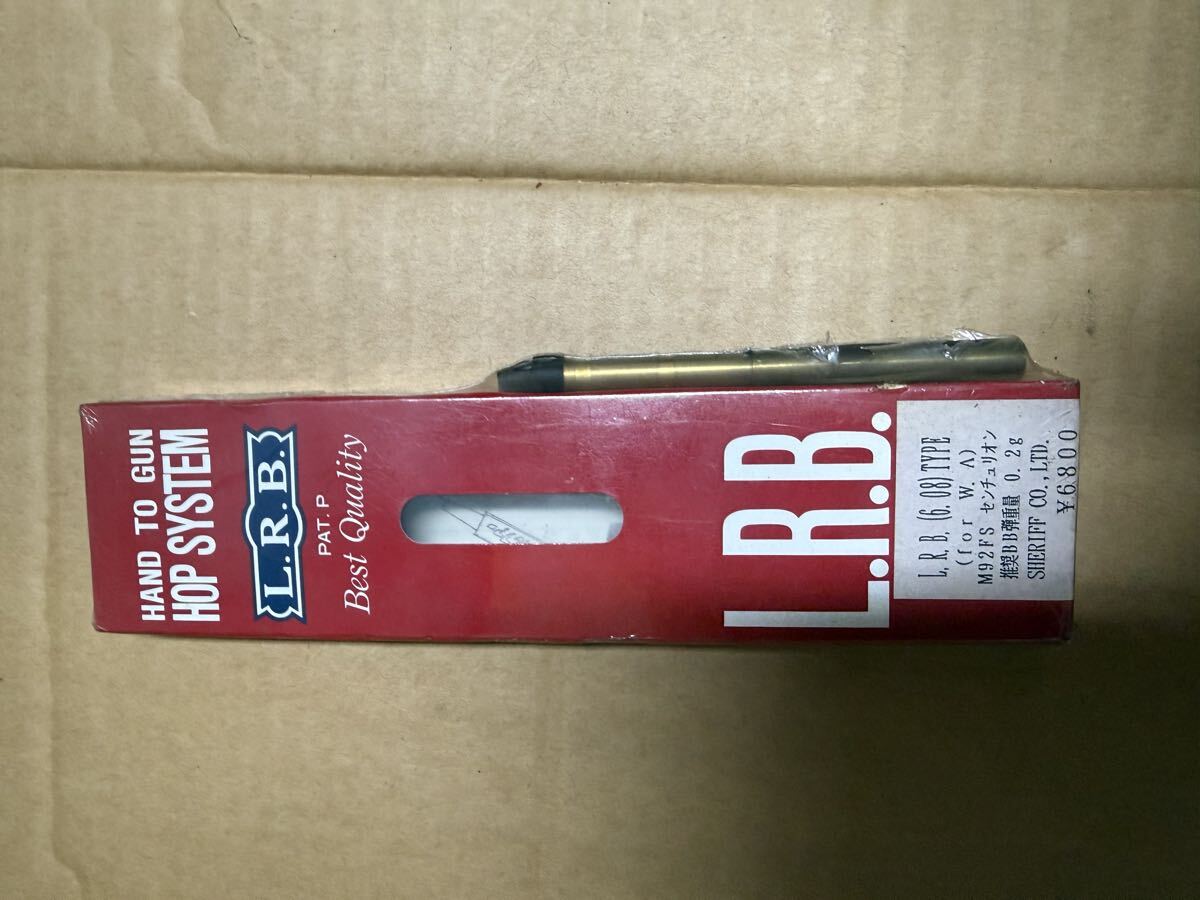 HAND TO GUN
HOP SYSTEM
L.R.B.
PAT. P
Best Quality
L.R.B.
L, R, B, (6. 08) TYPE
(for W. A)
M92FS センチュリオン
推奨BB弾重量 0. 2g
SHERIFF CO.,LTD.
¥6800